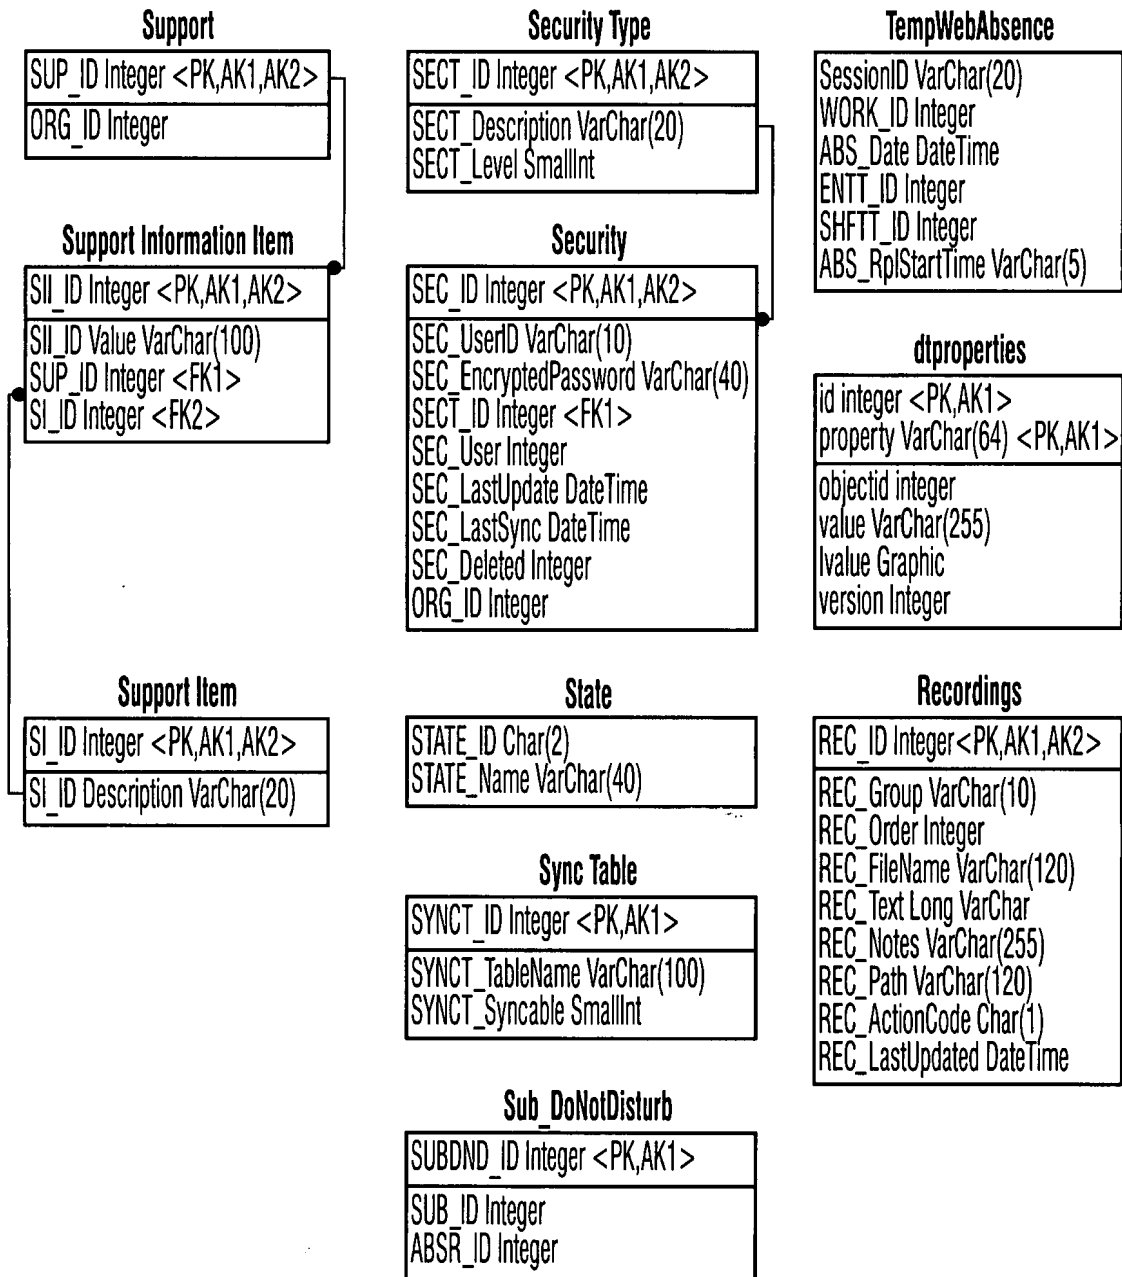 Support
SUP_ID Integer <PK,AK1,AK2>
ORG_ID Integer
Support Information Item
SII_ID Integer <PK,AK1,AK2>
SII_ID Value VarChar(100)
SUP_ID Integer <FK1>
SI_ID Integer <FK2>
Support Item
SI_ID Integer <PK,AK1,AK2>
SI_ID Description VarChar(20)
Security Type
SECT_ID Integer <PK,AK1,AK2>
SECT_Description VarChar(20)
SECT_Level SmallInt
Security
SEC_ID Integer <PK,AK1,AK2>
SEC_UserID VarChar(10)
SEC_EncryptedPassword VarChar(40)
SECT_ID Integer <FK1>
SEC_User Integer
SEC_LastUpdate DateTime
SEC_LastSync DateTime
SEC_Deleted Integer
ORG_ID Integer
State
STATE_ID Char(2)
STATE_Name VarChar(40)
Sync Table
SYNCT_ID Integer <PK,AK1>
SYNCT_TableName VarChar(100)
SYNCT_Syncable SmallInt
Sub_DoNotDisturb
SUBDND_ID Integer <PK,AK1>
SUB_ID Integer
ABSR_ID Integer
TempWebAbsence
SessionID VarChar(20)
WORK_ID Integer
ABS_Date DateTime
ENTT_ID Integer
SHFTT_ID Integer
ABS_RplStartTime VarChar(5)
dtproperties
id integer <PK,AK1>
property VarChar(64) <PK,AK1>
objectid integer
value VarChar(255)
lvalue Graphic
version Integer
Recordings
REC_ID Integer<PK,AK1,AK2>
REC_Group VarChar(10)
REC_Order Integer
REC_FileName VarChar(120)
REC_Text Long VarChar
REC_Notes VarChar(255)
REC_Path VarChar(120)
REC_ActionCode Char(1)
REC_LastUpdated DateTime